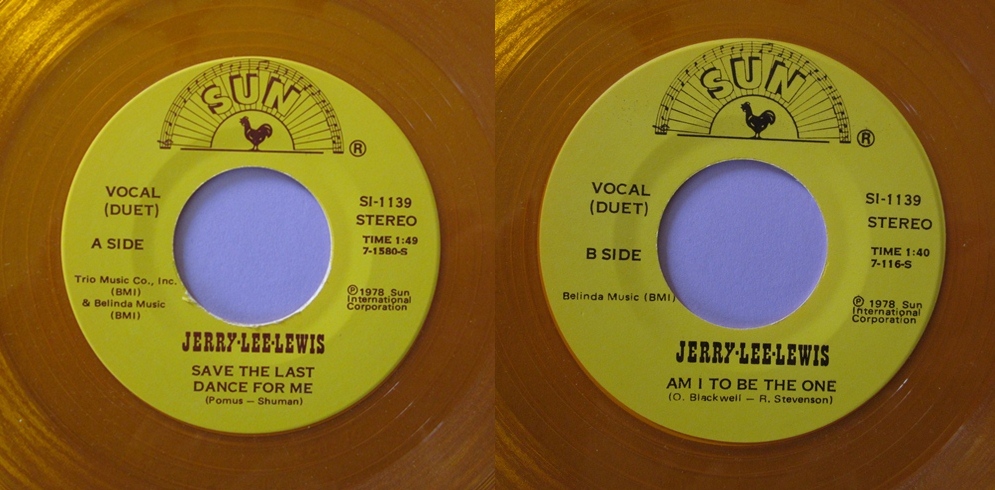 SUN
®
VOCAL
(DUET)
SI-1139
STEREO
A SIDE
TIME 1:49
7-1580-S
Trio Music Co., Inc.
(BMI)
& Belinda Music
(BMI)
℗ 1978 Sun
International
Corporation
JERRY·LEE·LEWIS
SAVE THE LAST
DANCE FOR ME
(Pomus — Shuman)
SUN
®
VOCAL
(DUET)
SI-1139
STEREO
B SIDE
TIME 1:40
7-116-S
Belinda Music (BMI)
℗ 1978 Sun
International
Corporation
JERRY·LEE·LEWIS
AM I TO BE THE ONE
(O. Blackwell — R. Stevenson)